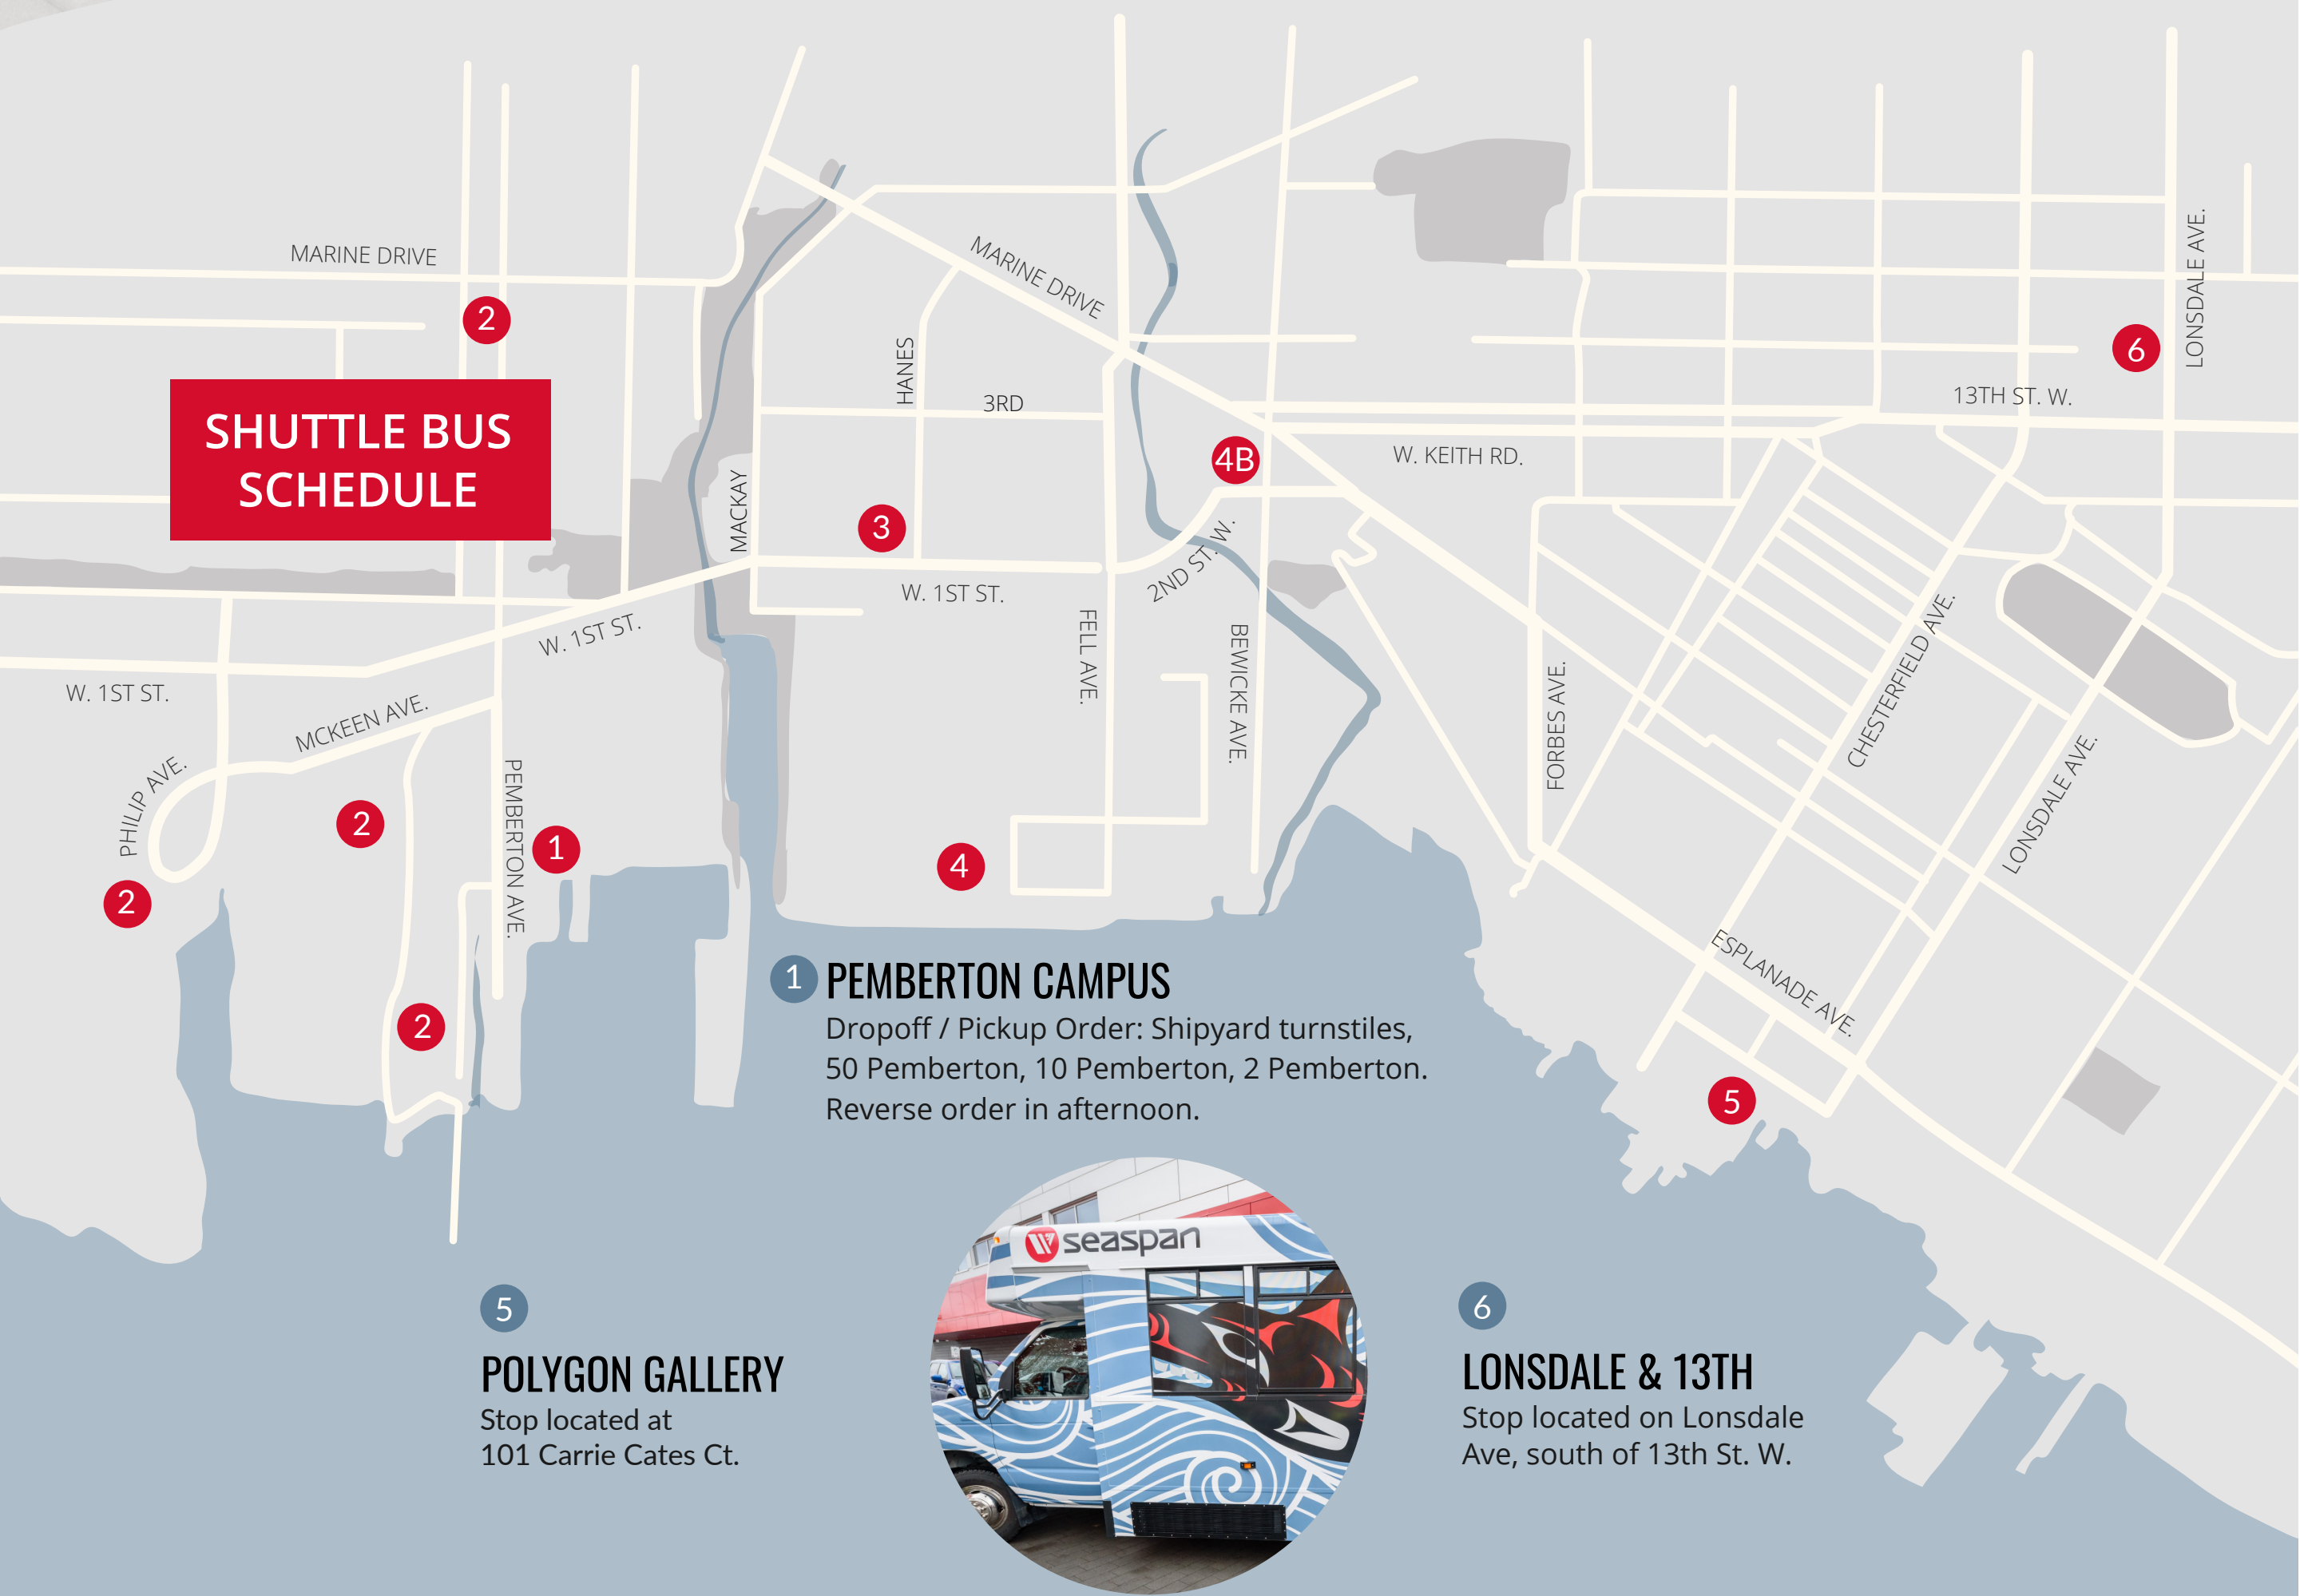 MARINE DRIVE
MARINE DRIVE
LONSDALE AVE.
2
6
HANES
3RD
13TH ST. W.
SHUTTLE BUS
SCHEDULE
4B
W. KEITH RD.
MACKAY
3
2ND ST. W.
W. 1ST ST.
W. 1ST ST.
W. 1ST ST.
FELL AVE.
BEWICKE AVE.
FORBES AVE.
CHESTERFIELD AVE.
MCKEEN AVE.
PHILIP AVE.
PEMBERTON AVE.
LONSDALE AVE.
2
1
4
2
ESPLANADE AVE.
2
5
1 PEMBERTON CAMPUS
Dropoff / Pickup Order: Shipyard turnstiles,
50 Pemberton, 10 Pemberton, 2 Pemberton.
Reverse order in afternoon.
seaspan
5
POLYGON GALLERY
Stop located at
101 Carrie Cates Ct.
6
LONSDALE & 13TH
Stop located on Lonsdale
Ave, south of 13th St. W.